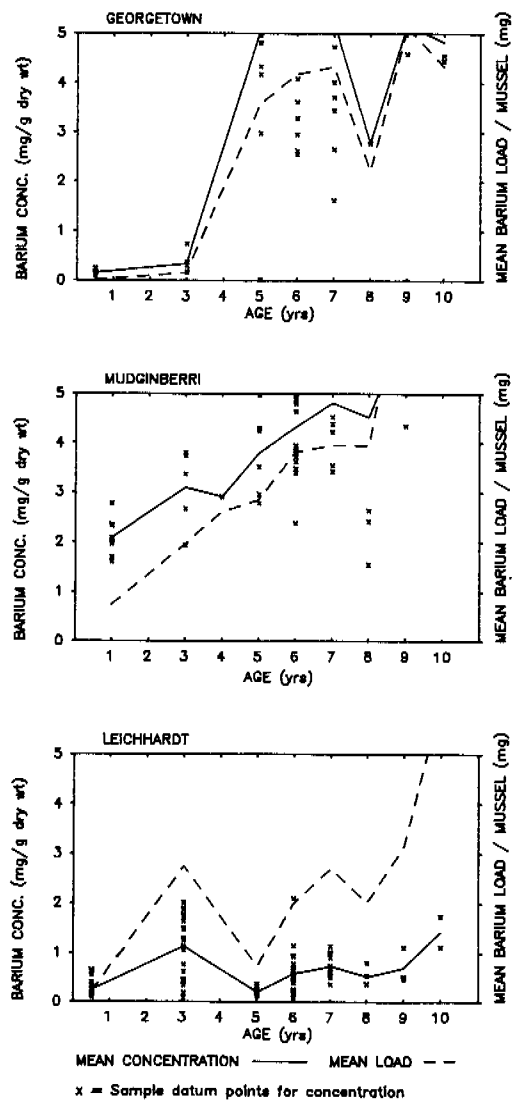 GEORGETOWN
BARIUM CONC. (mg/g dry wt)
5
4
3
2
1
0
MEAN BARIUM LOAD / MUSSEL (mg)
1 2 3 4 5 6 7 8 9 10
AGE (yrs)
MUDGINBERRI
BARIUM CONC. (mg/g dry wt)
5
4
3
2
1
0
MEAN BARIUM LOAD / MUSSEL (mg)
1 2 3 4 5 6 7 8 9 10
AGE (yrs)
LEICHHARDT
BARIUM CONC. (mg/g dry wt)
5
4
3
2
1
0
MEAN BARIUM LOAD / MUSSEL (mg)
1 2 3 4 5 6 7 8 9 10
AGE (yrs)
MEAN CONCENTRATION MEAN LOAD
x = Sample datum points for concentration